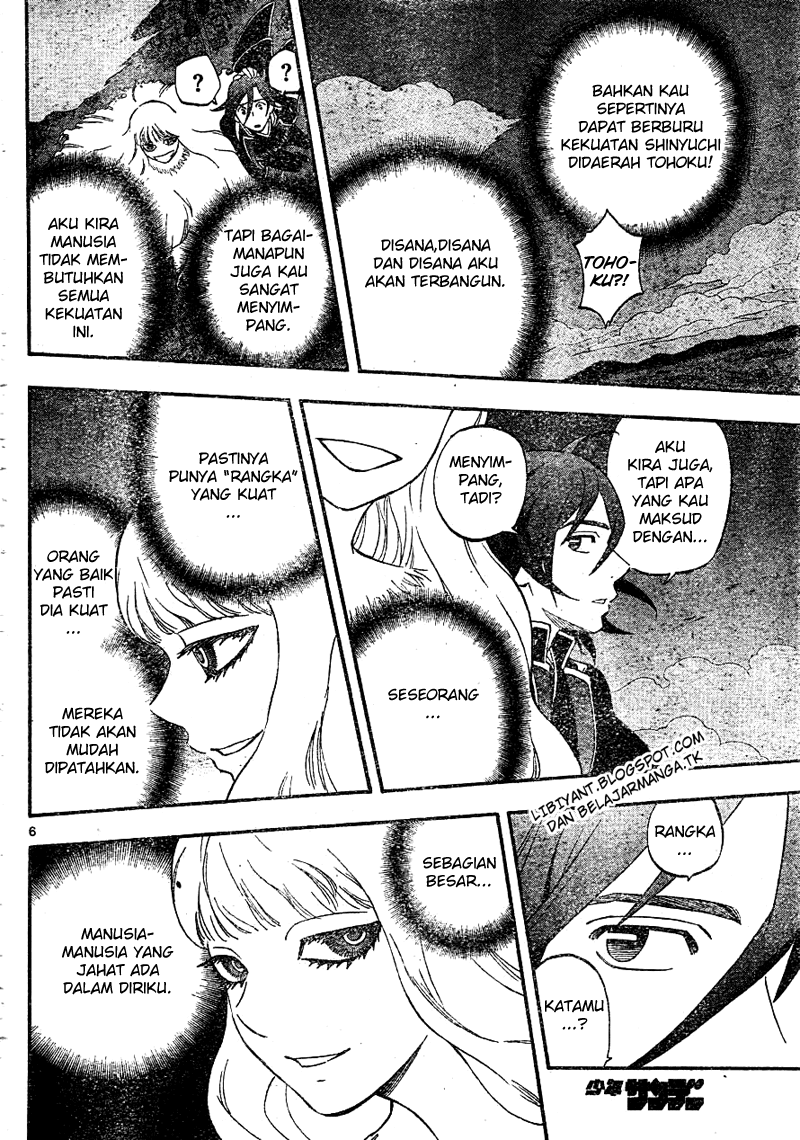 BAHKAN KAU
SEPERTINYA
DAPAT BERBURU
KEKUATAN SHINYUCHI
DIDAERAH TOHOKU!
TOHO-
KU?!
DISANA,DISANA
DAN DISANA AKU
AKAN TERBANGUN.
?
?
TAPI BAGAI-
MANAPUN
JUGA KAU
SANGAT
MENYIM-
PANG.
AKU KIRA
MANUSIA
TIDAK MEM-
BUTUHKAN
SEMUA
KEKUATAN
INI.
AKU
KIRA JUGA,
TAPI APA
YANG KAU
MAKSUD
DENGAN...
MENYIM-
PANG,
TADI?
SESEORANG
...
PASTINYA
PUNYA "RANGKA"
YANG KUAT
...
ORANG
YANG BAIK
PASTI
DIA KUAT
...
MEREKA
TIDAK AKAN
MUDAH
DIPATAHKAN.
LIBIYANT.BLOGSPOT.COM
DAN BELAJARMANGA.TK
RANGKA
...
KATAMU
...?
SEBAGIAN
BESAR...
MANUSIA-
MANUSIA YANG
JAHAT ADA
DALAM DIRIKU.
6